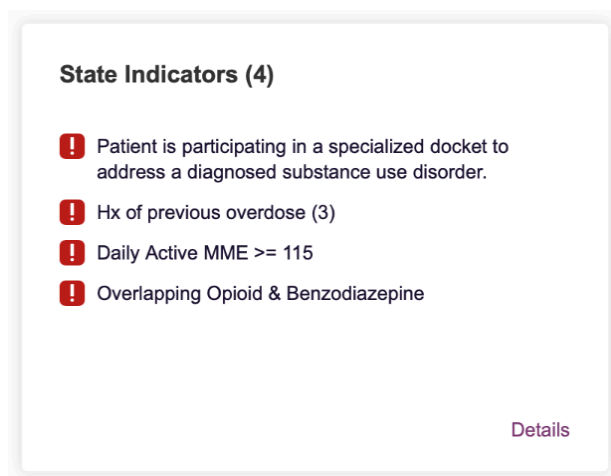 State Indicators (4)
Patient is participating in a specialized docket to
address a diagnosed substance use disorder.
Hx of previous overdose (3)
Daily Active MME >= 115
Overlapping Opioid & Benzodiazepine
Details